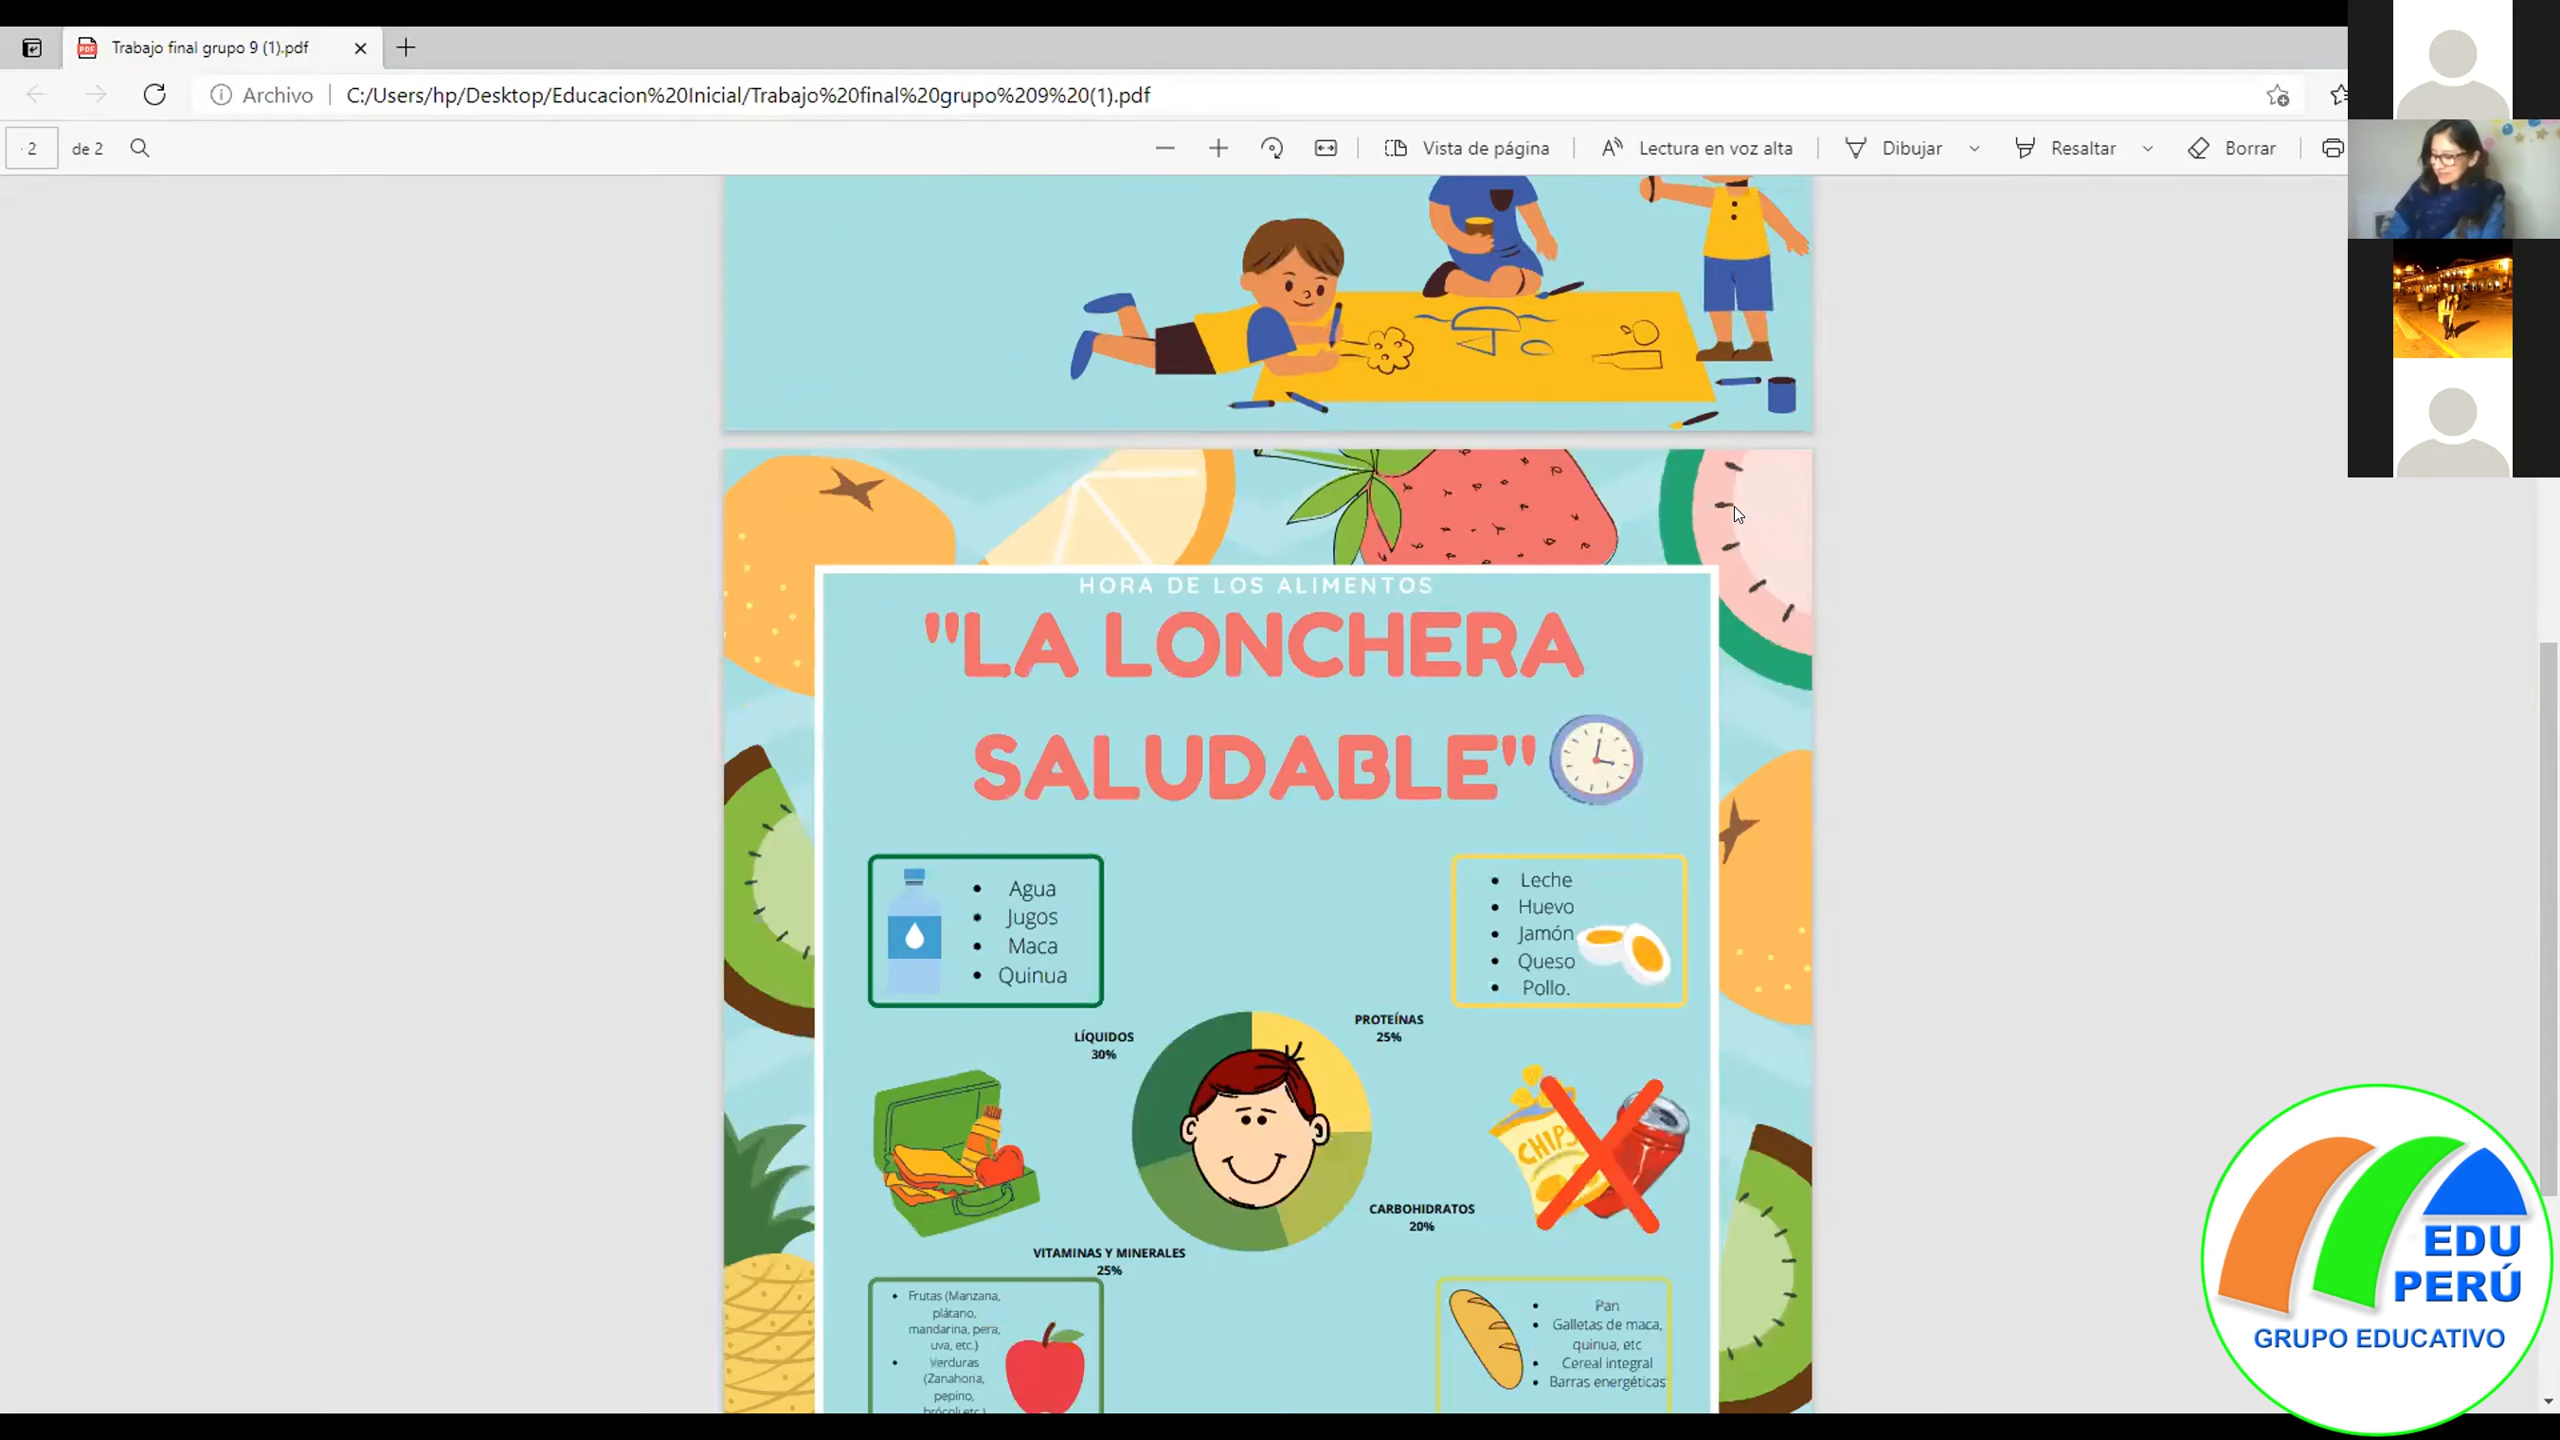 Trabajo final grupo 9 (1).pdf
Archivo
C:/Users/hp/Desktop/Educacion%20Inicial/Trabajo%20final%20grupo%209%20(1).pdf
2 de 2
Vista de página
Lectura en voz alta
Dibujar
Resaltar
Borrar
HORA DE LOS ALIMENTOS
"LA LONCHERA
SALUDABLE"
Agua
Jugos
Maca
Quinua
Leche
Huevo
Jamón
Queso
Pollo.
LÍQUIDOS
30%
PROTEÍNAS
25%
CHIPS
CARBOHIDRATOS
20%
VITAMINAS Y MINERALES
25%
Frutas (Manzana,
plátano,
mandarina, pera,
uva, etc.)
Verduras
(Zanahoria,
pepino,
brócoli,etc.)
Pan
Galletas de maca,
quinua, etc
Cereal integral
Barras energéticas
EDU
PERÚ
GRUPO EDUCATIVO